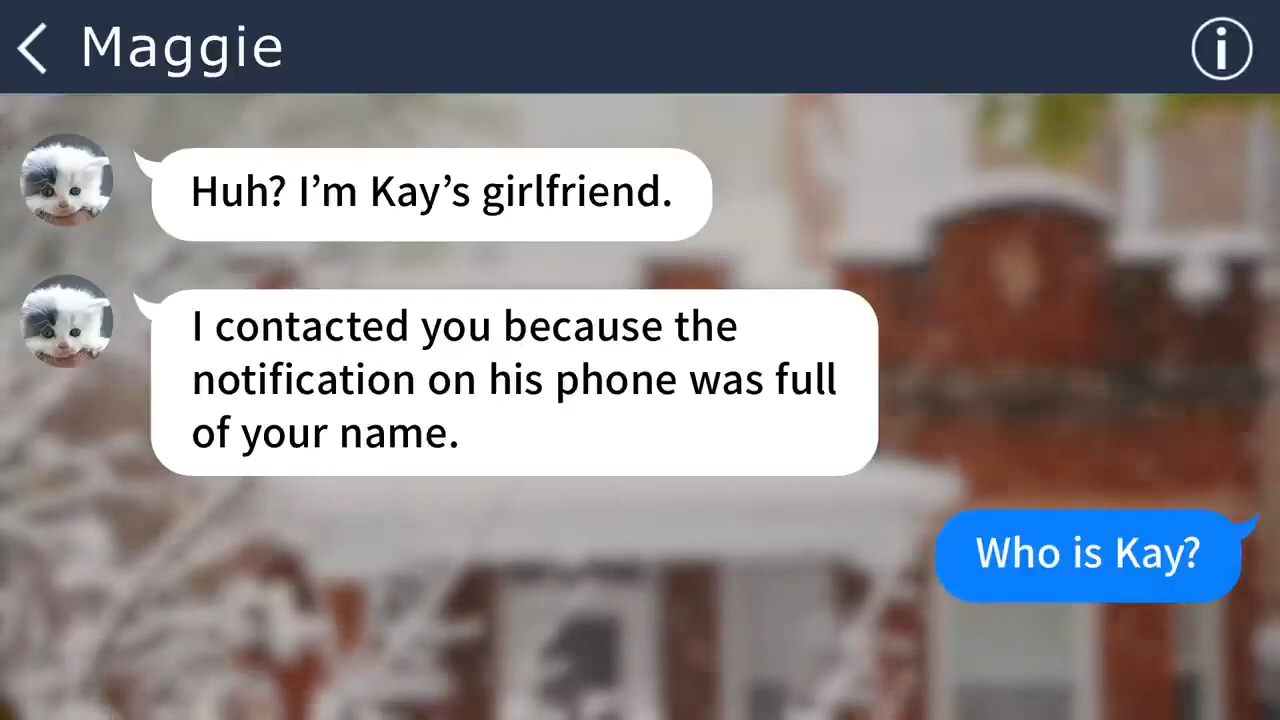 Maggie
Huh? I’m Kay’s girlfriend.
I contacted you because the
notification on his phone was full
of your name.
Who is Kay?